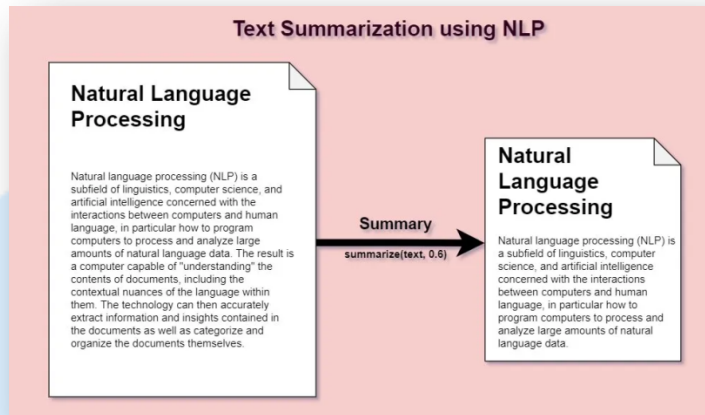 Text Summarization using NLP
Natural Language
Processing
Natural language processing (NLP) is a
subfield of linguistics, computer science, and
artificial intelligence concerned with the
interactions between computers and human
language, in particular how to program
computers to process and analyze large
amounts of natural language data. The result is
a computer capable of "understanding" the
contents of documents, including the
contextual nuances of the language within
them. The technology can then accurately
extract information and insights contained in
the documents as well as categorize and
organize the documents themselves.
Summary
summarize(text, 0.6)
Natural
Language
Processing
Natural language processing (NLP) is
a subfield of linguistics, computer
science, and artificial intelligence
concerned with the interactions
between computers and human
language, in particular how to
program computers to process and
analyze large amounts of natural
language data.